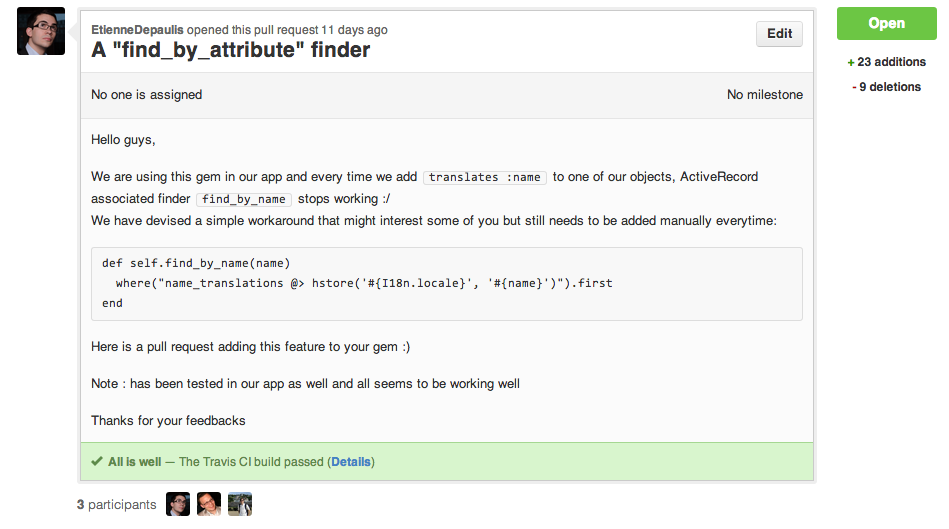 EtienneDepaulis opened this pull request 11 days ago
A "find_by_attribute" finder
Edit
Open
+ 23 additions
- 9 deletions
No one is assigned
No milestone
Hello guys,
We are using this gem in our app and every time we add translates :name to one of our objects, ActiveRecord
associated finder find_by_name stops working :/
We have devised a simple workaround that might interest some of you but still needs to be added manually everytime:
def self.find_by_name(name)
  where("name_translations @> hstore('#{I18n.locale}', '#{name}')").first
end
Here is a pull request adding this feature to your gem :)
Note : has been tested in our app as well and all seems to be working well
Thanks for your feedbacks
✔ All is well — The Travis CI build passed (Details)
3 participants